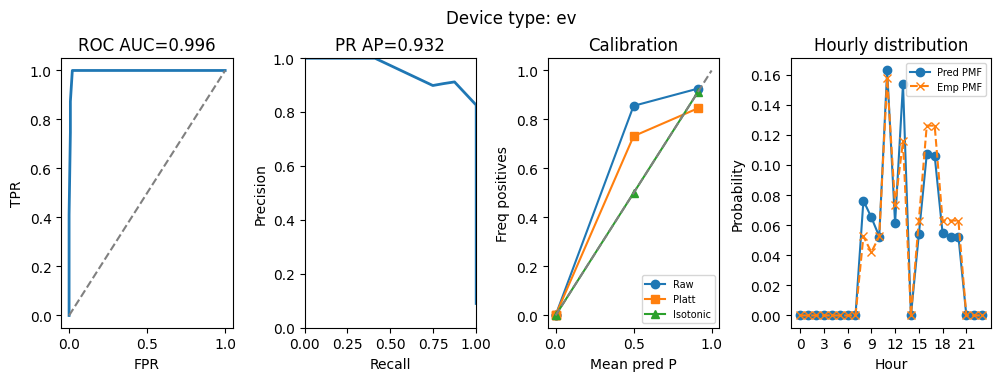 Device type: ev
ROC AUC=0.996
TPR
1.0
0.8
0.6
0.4
0.2
0.0
0.0 0.5 1.0
FPR
PR AP=0.932
Precision
1.0
0.8
0.6
0.4
0.2
0.0
0.00 0.25 0.50 0.75 1.00
Recall
Calibration
Freq positives
1.0
0.8
0.6
0.4
0.2
0.0
Raw
Platt
Isotonic
0.0 0.5 1.0
Mean pred P
Hourly distribution
Probability
0.16
0.14
0.12
0.10
0.08
0.06
0.04
0.02
0.00
Pred PMF
Emp PMF
0 3 6 9 12 15 18 21
Hour